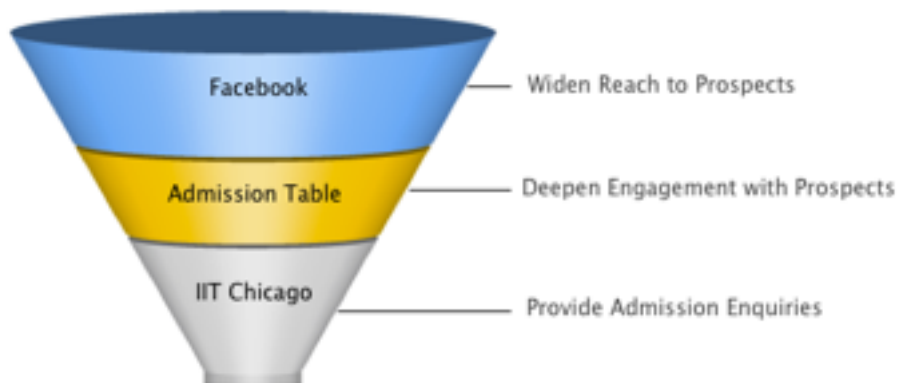 Facebook
Widen Reach to Prospects
Admission Table
Deepen Engagement with Prospects
IIT Chicago
Provide Admission Enquiries